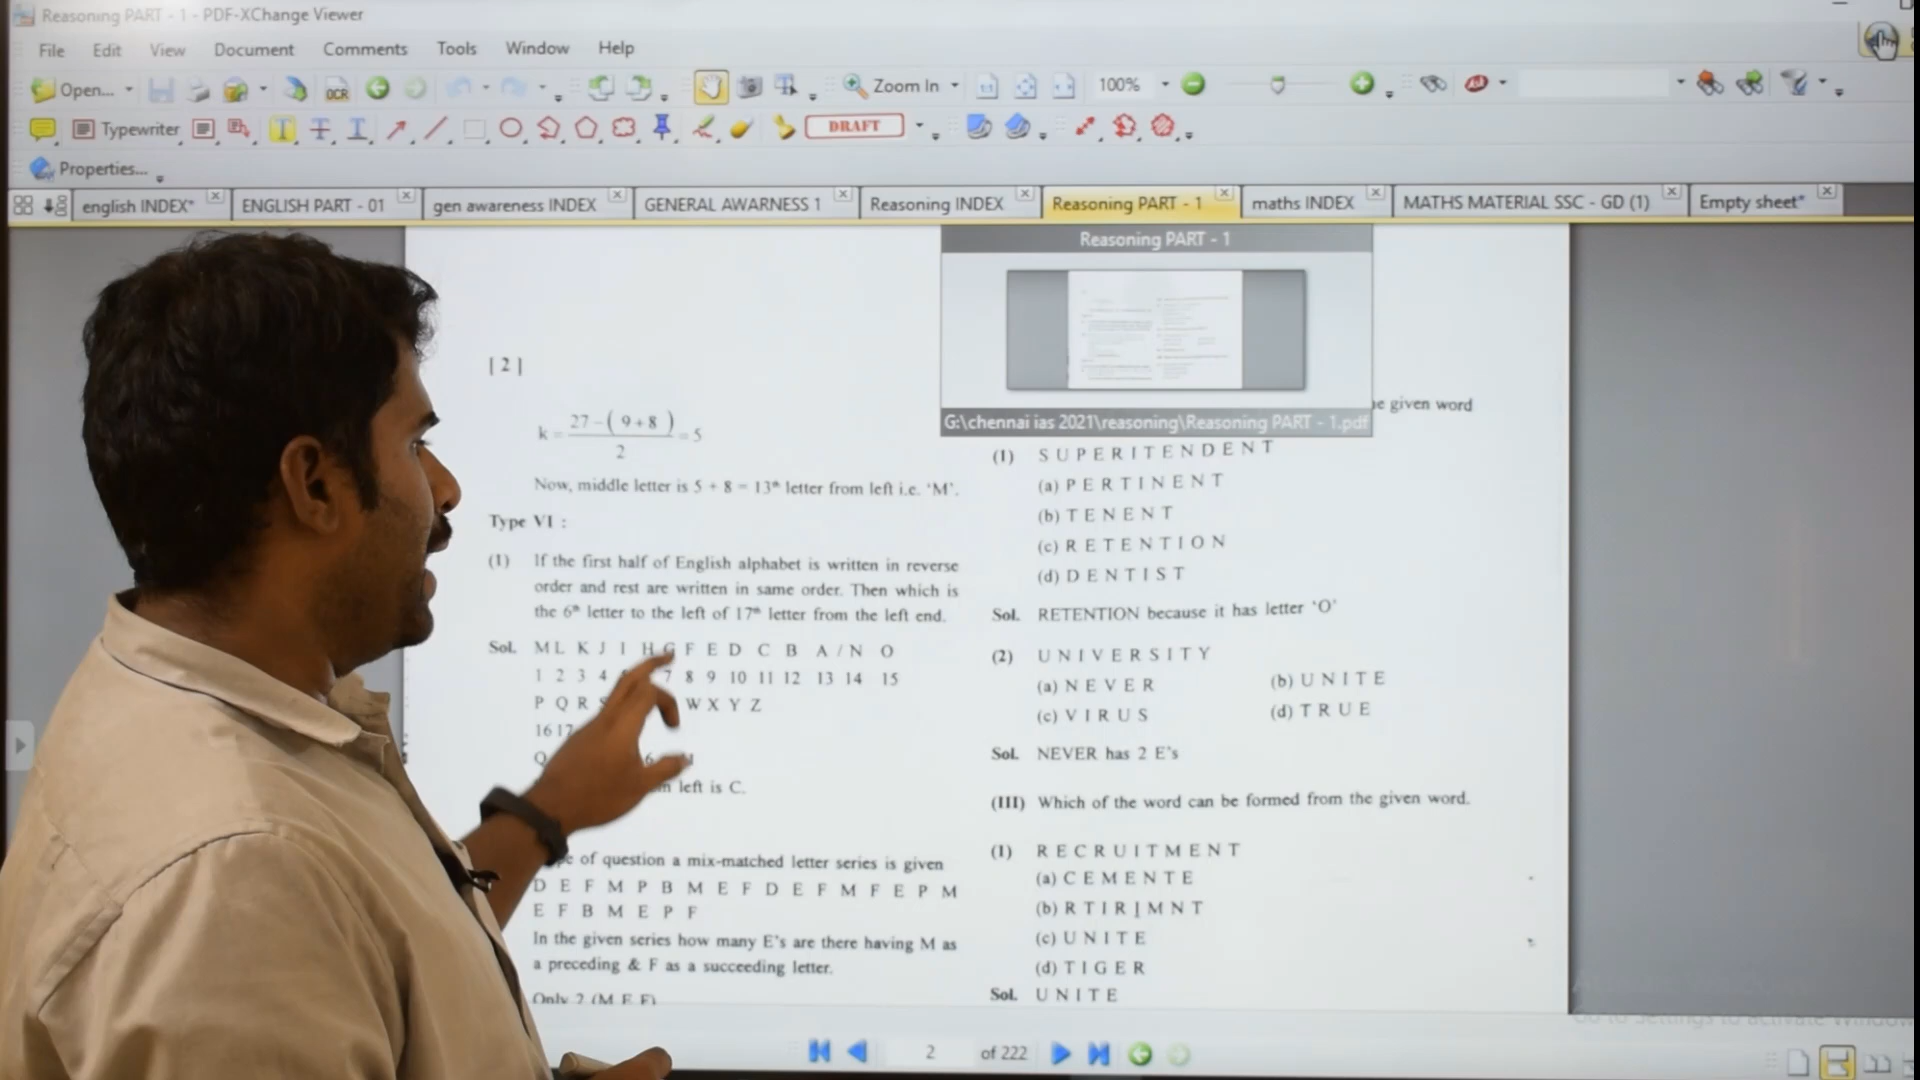 Reasoning PART - 1 - PDF-XChange Viewer
File Edit View Document Comments Tools Window Help
Open... OCR Zoom In 100%
Typewriter DRAFT
Properties...
english INDEX* ENGLISH PART - 01 gen awareness INDEX GENERAL AWARNESS 1 Reasoning INDEX Reasoning PART - 1 maths INDEX MATHS MATERIAL SSC - GD (1) Empty sheet*
Reasoning PART - 1
G:\chennai ias 2021\reasoning\Reasoning PART - 1.pdf
[ 2 ]
k = 27 - ( 9 + 8 ) / 2 = 5
Now, middle letter is 5 + 8 = 13th letter from left i.e. 'M'.
Type VI :
(1) If the first half of English alphabet is written in reverse
order and rest are written in same order. Then which is
the 6th letter to the left of 17th letter from the left end.
Sol. M L K J I H G F E D C B A / N O
1 2 3 4 7 8 9 10 11 12 13 14 15
P Q R W X Y Z
16 17
Q
left is C.
of question a mix-matched letter series is given
D E F M P B M E F D E F M F E P M
E F B M E P F
In the given series how many E's are there having M as
a preceding & F as a succeeding letter.
Only 2 (M E F)
given word
(1) S U P E R I T E N D E N T
(a) P E R T I N E N T
(b) T E N E N T
(c) R E T E N T I O N
(d) D E N T I S T
Sol. RETENTION because it has letter 'O'
(2) U N I V E R S I T Y
(a) N E V E R (b) U N I T E
(c) V I R U S (d) T R U E
Sol. NEVER has 2 E's
(III) Which of the word can be formed from the given word.
(1) R E C R U I T M E N T
(a) C E M E N T E
(b) R T I R I M N T
(c) U N I T E
(d) T I G E R
Sol. U N I T E
2 of 222